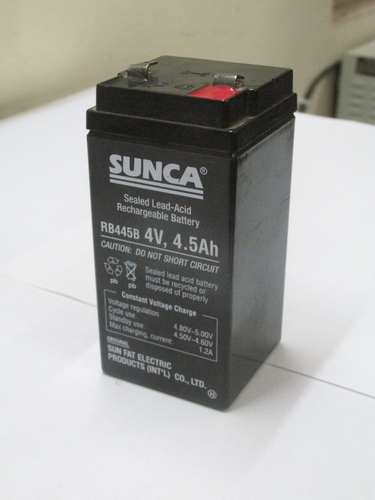 SUNCA®
Sealed Lead-Acid
Rechargeable Battery
RB445B 4V, 4.5Ah
CAUTION: DO NOT SHORT CIRCUIT
Pb Pb
Sealed lead acid battery
must be recycled or
disposed of properly
Constant Voltage Charge
Voltage regulation
Cycle use: 4.80V~5.00V
Standby use: 4.50V~4.60V
Max charging, current: 1.2A
ORIGINAL
SUN FAT ELECTRIC
PRODUCTS (INT'L) CO., LTD.